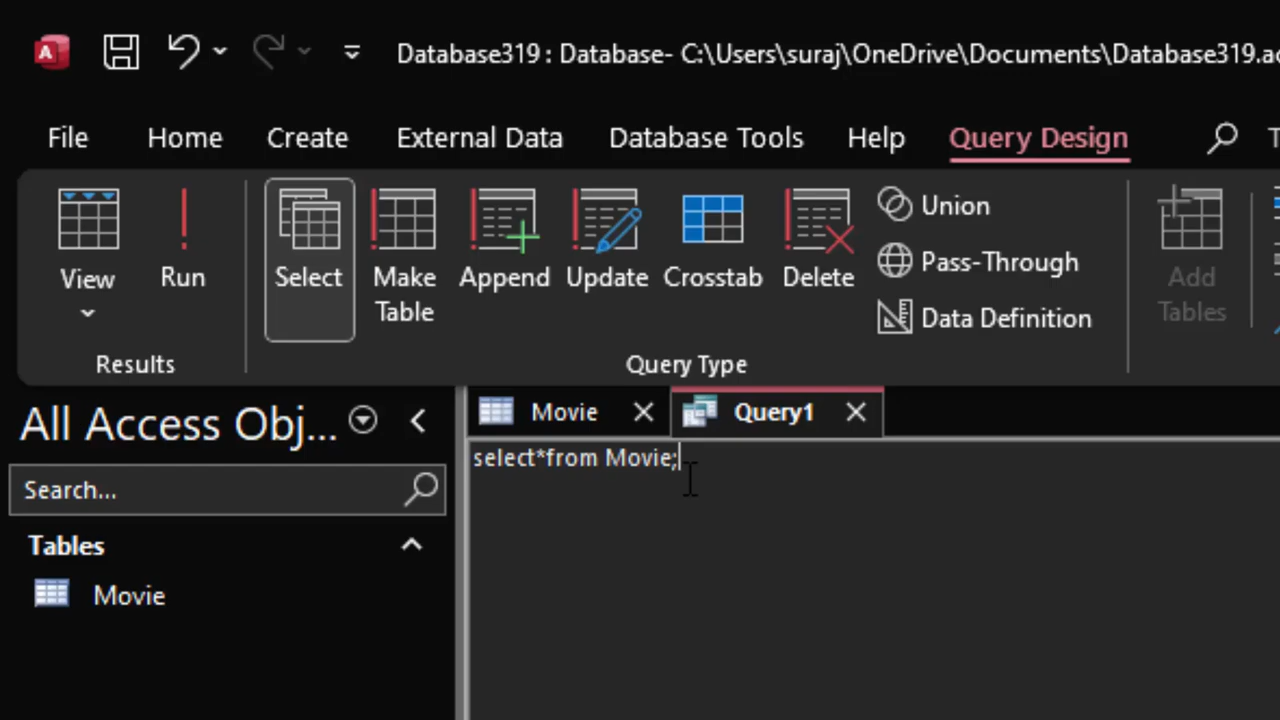 A
Database319 : Database- C:\Users\suraj\OneDrive\Documents\Database319.ac
File Home Create External Data Database Tools Help Query Design T
View Run Select Make Table Append Update Crosstab Delete Union Pass-Through Data Definition Add Tables
Results Query Type
All Access Obj... Movie Query1
select*from Movie;
Search...
Tables
Movie